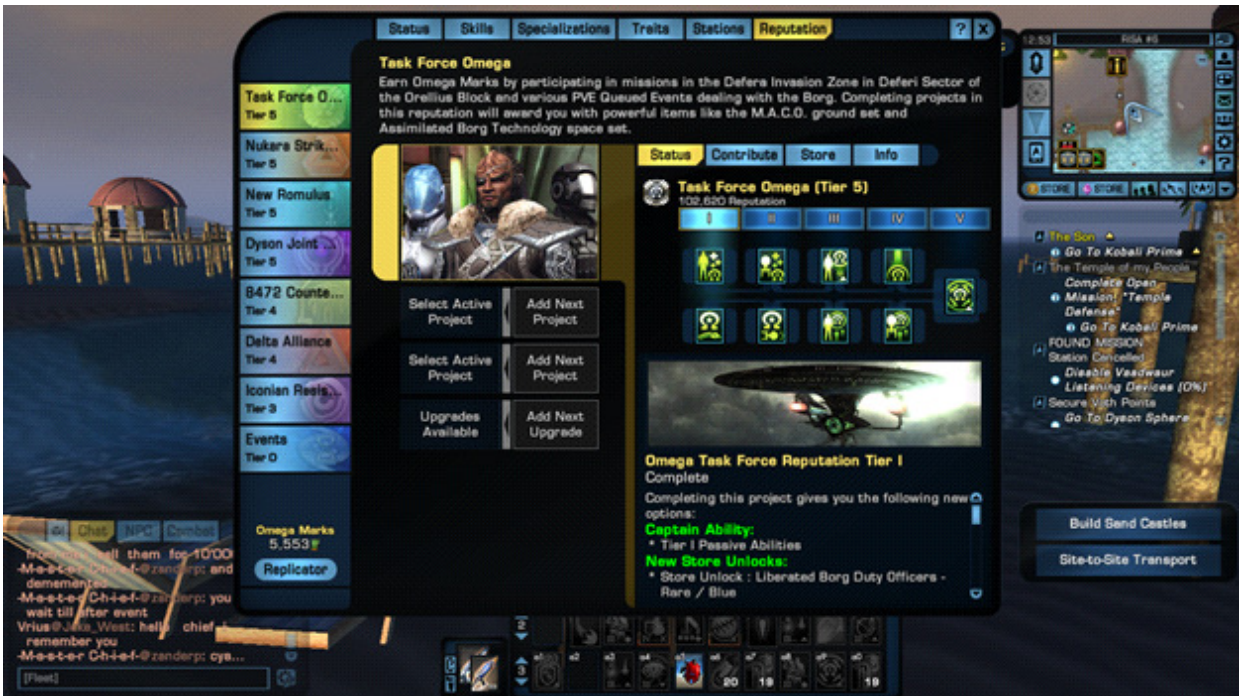 Status Skills Specializations Traits Stations Reputation ? X
Task Force Omega
Earn Omega Marks by participating in missions in the Defera Invasion Zone in Deferi Sector of
the Orellius Block and various PVE Queued Events dealing with the Borg. Completing projects in
this reputation will award you with powerful items like the M.A.C.O. ground set and
Assimilated Borg Technology space set.
Task Force O...
Tier 5
Nukara Strik...
Tier 5
New Romulus
Tier 5
Dyson Joint ...
Tier 5
8472 Counte...
Tier 4
Delta Alliance
Tier 4
Iconian Resis...
Tier 3
Events
Tier 0
Omega Marks
5,553
Replicator
Select Active
Project
Add Next
Project
Select Active
Project
Add Next
Project
Upgrades
Available
Add Next
Upgrade
Status Contribute Store Info
Task Force Omega (Tier 5)
102,620 Reputation
I II III IV V
Omega Task Force Reputation Tier I
Complete
Completing this project gives you the following new
options:
Captain Ability:
* Tier I Passive Abilities
New Store Unlocks:
* Store Unlock : Liberated Borg Duty Officers -
Rare / Blue
12:53 RISA #6
STORE STORE
The Son
Go To Kobali Prime
The Temple of my People
Complete Open
Mission: "Temple
Defense"
Go To Kobali Prime
FOUND MISSION
Station Cancelled
Disable Vaadwaur
Listening Devices (0%)
Secure Voth Points
Go To Dyson Sphere
Build Sand Castles
Site-to-Site Transport
Chat NPC Combat
them for 10'000
-M-a-s-t-e-r C-h-i-e-f-@zanderp: and
demented
-M-a-s-t-e-r C-h-i-e-f-@zanderp: you
wait till after event
Vrius@Jake_West: hello chief
remember you
-M-a-s-t-e-r C-h-i-e-f-@zanderp: cya...
[Fleet]
2
3
20 19 19